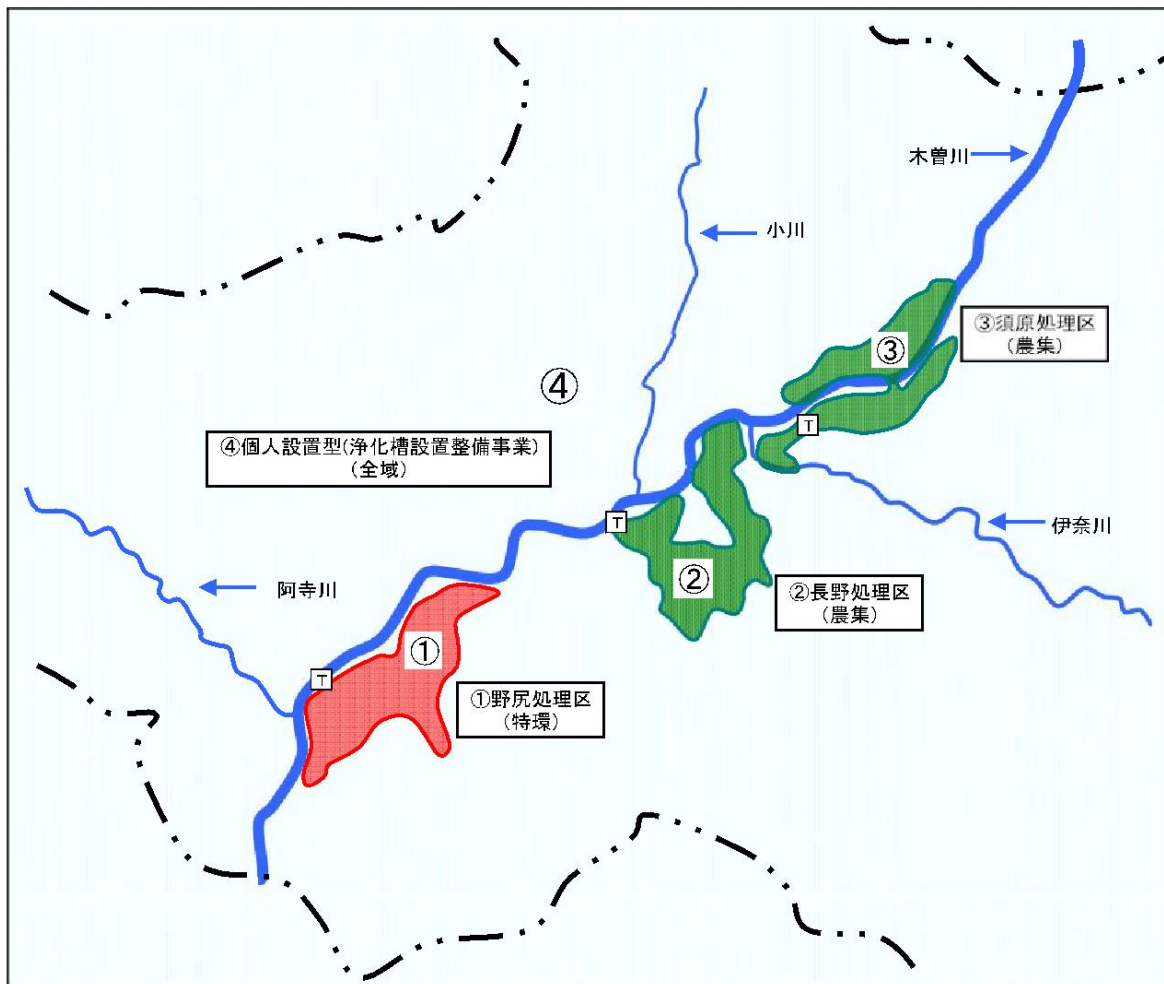 木曽川
小川
③須原処理区
(農集)
③
④
T
④個人設置型(浄化槽設置整備事業)
(全域)
T
伊奈川
阿寺川
②
②長野処理区
(農集)
①
T
①野尻処理区
(特環)